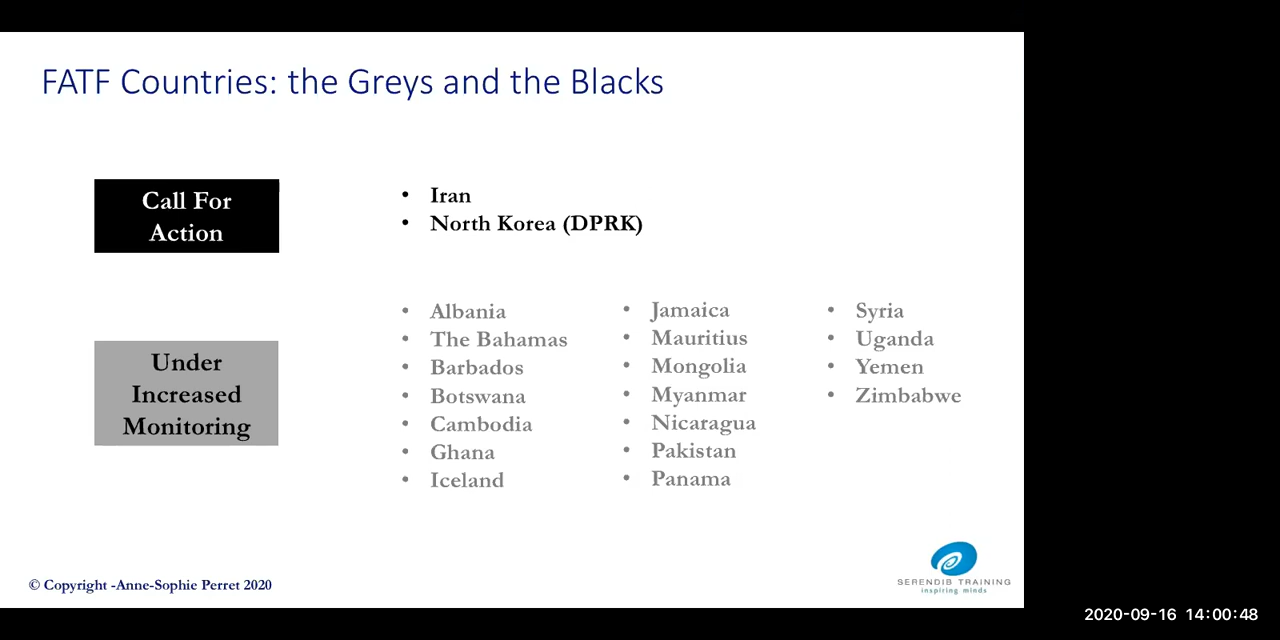 FATF Countries: the Greys and the Blacks
Call For
Action
• Iran
• North Korea (DPRK)
Under
Increased
Monitoring
• Albania
• The Bahamas
• Barbados
• Botswana
• Cambodia
• Ghana
• Iceland
• Jamaica
• Mauritius
• Mongolia
• Myanmar
• Nicaragua
• Pakistan
• Panama
• Syria
• Uganda
• Yemen
• Zimbabwe
© Copyright -Anne-Sophie Perret 2020
SERENDIB TRAINING
inspiring minds
2020-09-16 14:00:48